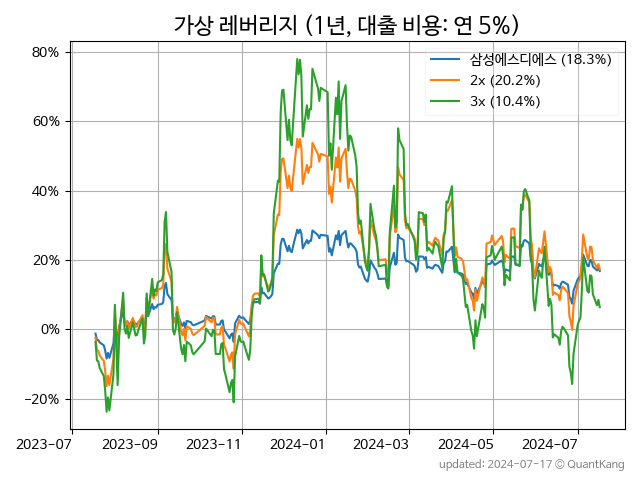 가상 레버리지 (1년, 대출 비용: 연 5%)
80%
60%
40%
20%
0%
−20%
삼성에스디에스 (18.3%)
2x (20.2%)
3x (10.4%)
2023-07 2023-09 2023-11 2024-01 2024-03 2024-05 2024-07
updated: 2024-07-17 © QuantKang